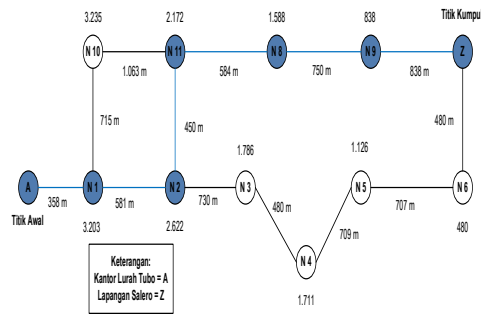 3.235
2.172
1.588
838
Titik Kumpu
N 10
N 11
N 8
N 9
Z
1.063 m
584 m
750 m
838 m
715 m
450 m
480 m
1.786
1.126
A
N 1
N 2
N 3
N 5
N 6
358 m
581 m
730 m
480 m
707 m
Titik Awal
3.203
2.622
709 m
480
N 4
Keterangan:
Kantor Lurah Tubo = A
Lapangan Salero = Z
1.711